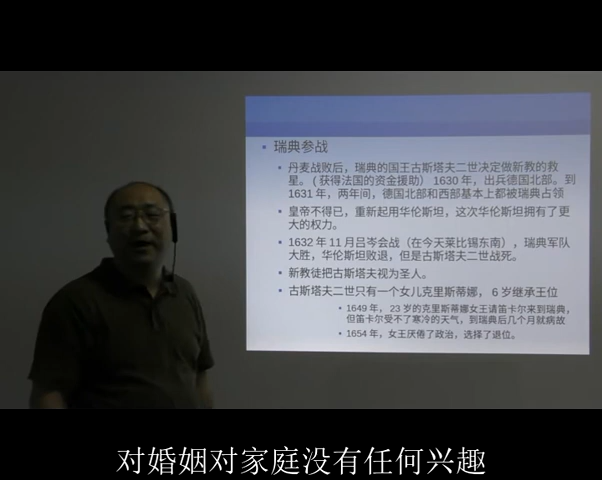 瑞典参战
丹麦战败后，瑞典的国王古斯塔夫二世决定做新教的救
星。（获得法国的资金援助） 1630 年，出兵德国北部。到
1631 年，两年间，德国北部和西部基本上都被瑞典占领
皇帝不得已，重新起用华伦斯坦，这次华伦斯坦拥有了更
大的权力。
1632 年 11 月吕岑会战（在今天莱比锡东南），瑞典军队
大胜，华伦斯坦败退，但是古斯塔夫二世战死。
新教徒把古斯塔夫视为圣人。
古斯塔夫二世只有一个女儿克里斯蒂娜， 6 岁继承王位
1649 年， 23 岁的克里斯蒂娜女王请笛卡尔来到瑞典，
但笛卡尔受不了寒冷的天气，到瑞典后几个月就病故
1654 年，女王厌倦了政治，选择了退位。
对婚姻对家庭没有任何兴趣